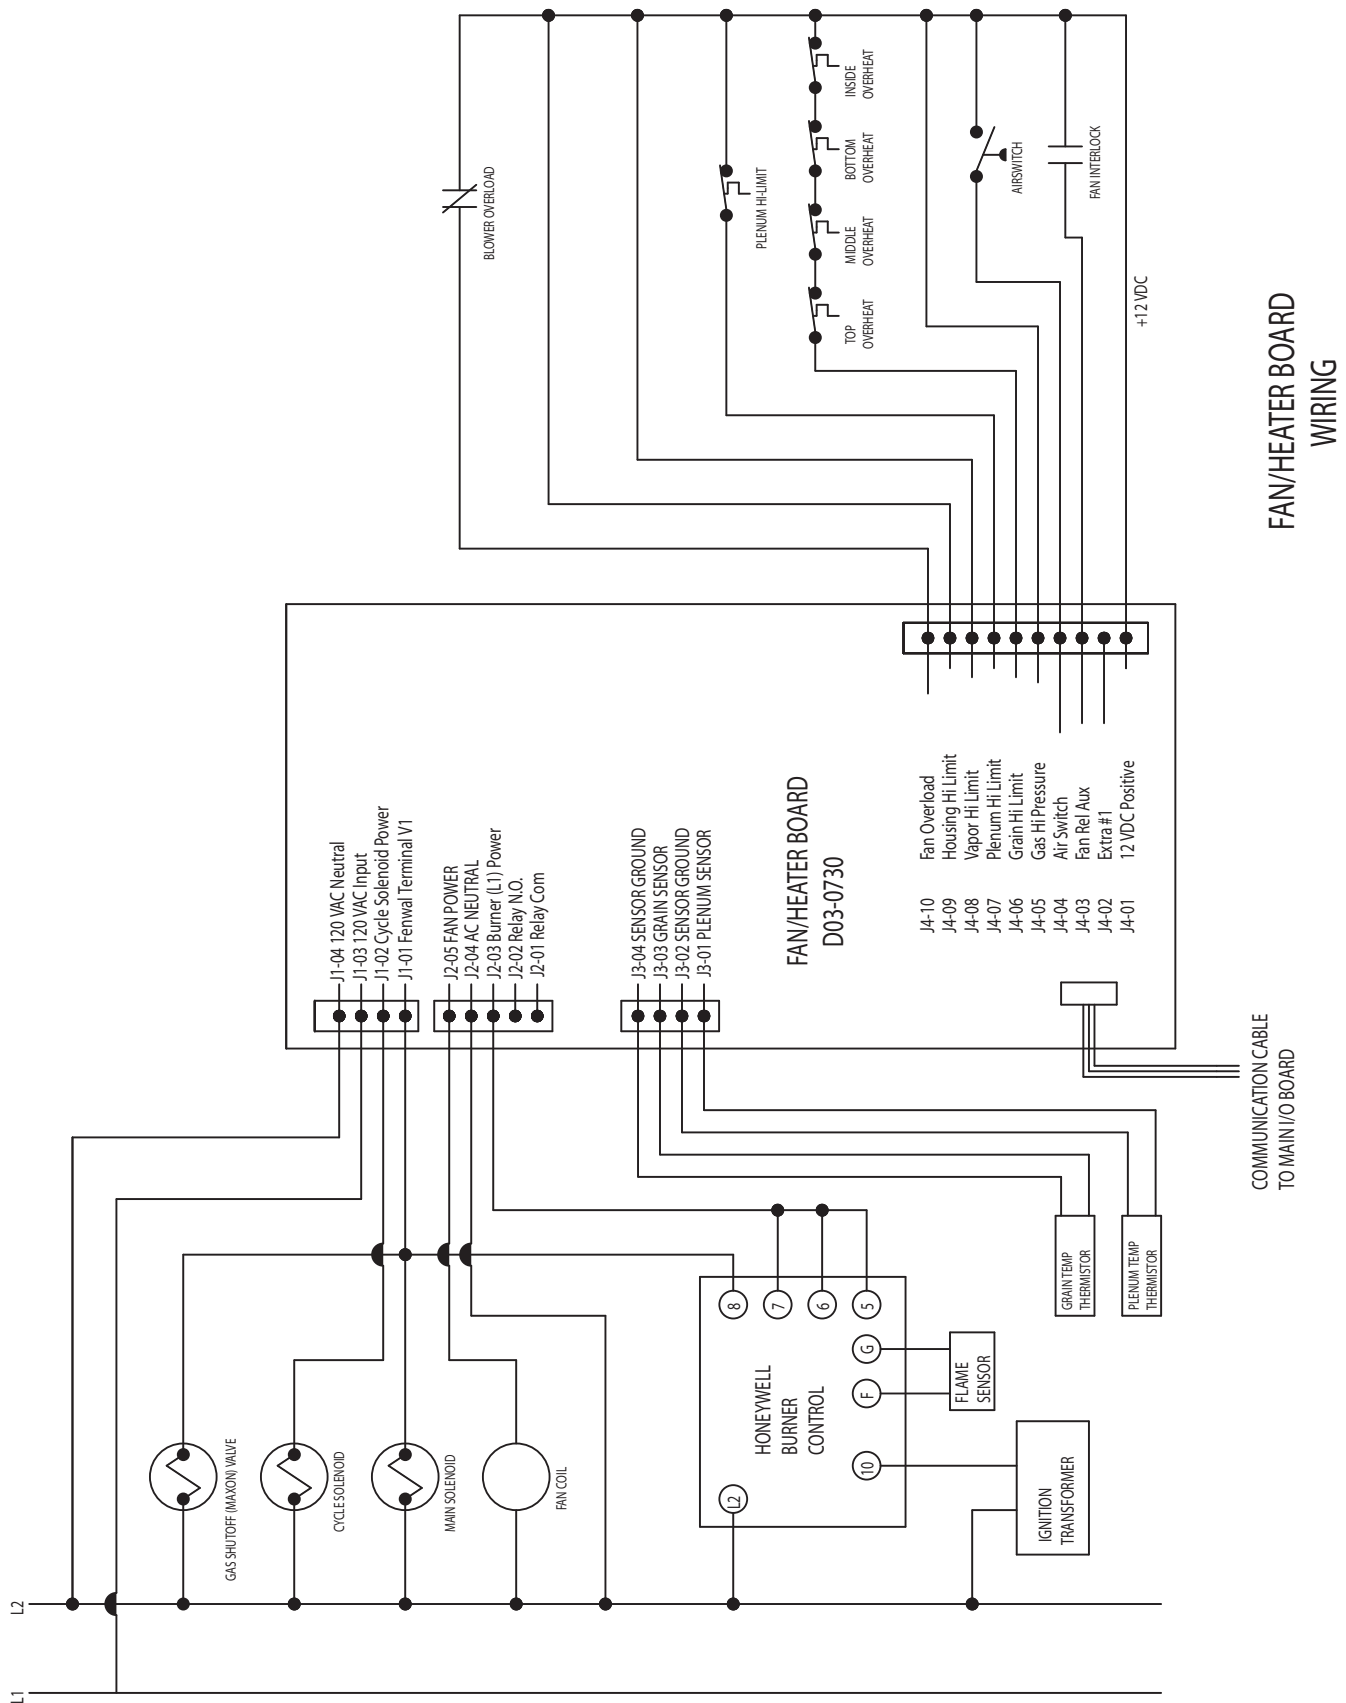 L1
L2
GAS SHUTOFF (MAXON) VALVE
CYCLE SOLENOID
MAIN SOLENOID
FAN COIL
HONEYWELL
BURNER
CONTROL
L2
8
7
6
5
G
F
10
FLAME
SENSOR
IGNITION
TRANSFORMER
GRAIN TEMP
THERMISTOR
PLENUM TEMP
THERMISTOR
COMMUNICATION CABLE
TO MAIN I/O BOARD
J1-04 120 VAC Neutral
J1-03 120 VAC Input
J1-02 Cycle Solenoid Power
J1-01 Fenwal Terminal V1
J2-05 FAN POWER
J2-04 AC NEUTRAL
J2-03 Burner (L1) Power
J2-02 Relay N.O.
J2-01 Relay Com
J3-04 SENSOR GROUND
J3-03 GRAIN SENSOR
J3-02 SENSOR GROUND
J3-01 PLENUM SENSOR
FAN/HEATER BOARD
D03-0730
J4-10 Fan Overload
J4-09 Housing Hi Limit
J4-08 Vapor Hi Limit
J4-07 Plenum Hi Limit
J4-06 Grain Hi Limit
J4-05 Gas Hi Pressure
J4-04 Air Switch
J4-03 Fan Rel Aux
J4-02 Extra #1
J4-01 12 VDC Positive
BLOWER OVERLOAD
PLENUM HI-LIMIT
TOP
OVERHEAT
MIDDLE
OVERHEAT
BOTTOM
OVERHEAT
INSIDE
OVERHEAT
AIRSWITCH
FAN INTERLOCK
+12 VDC
FAN/HEATER BOARD
WIRING